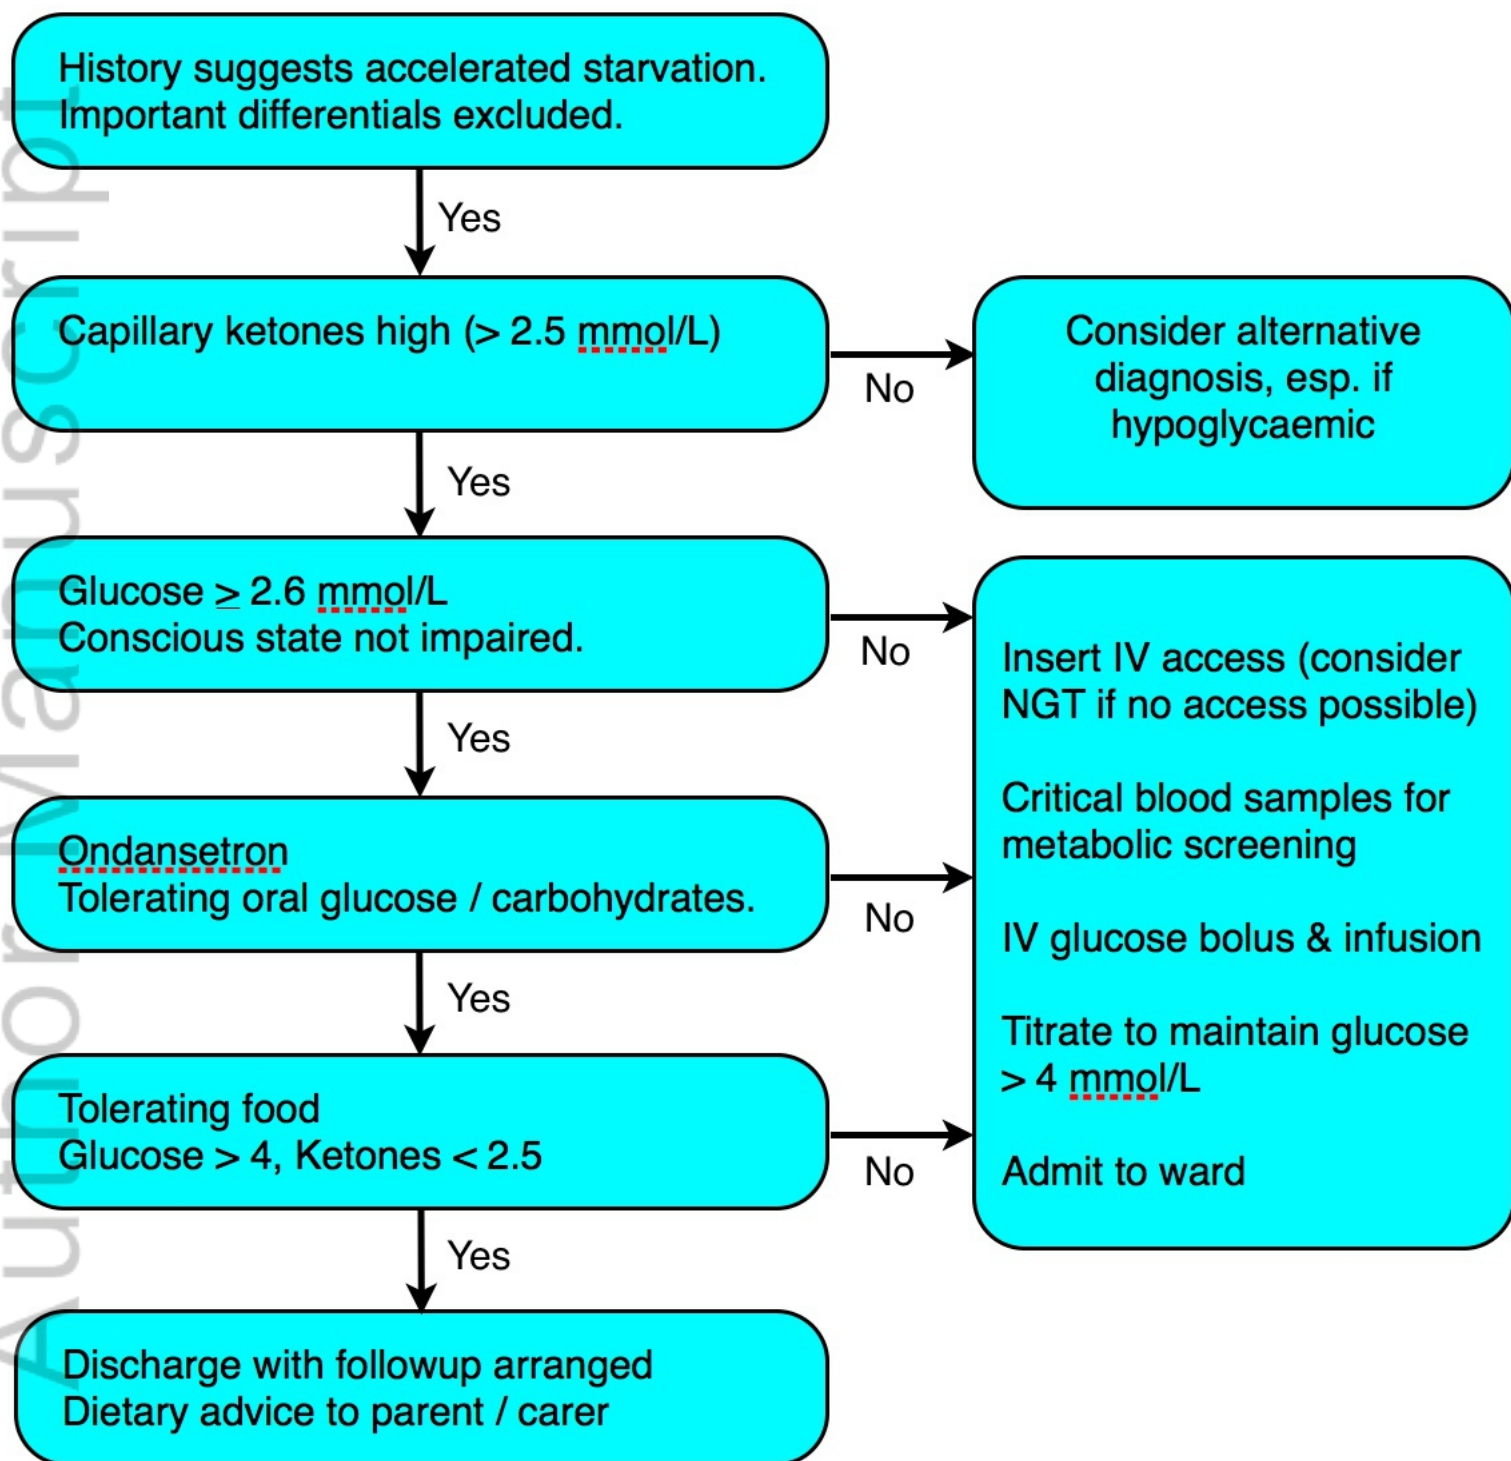 History suggests accelerated starvation.
Important differentials excluded.
Yes
Capillary ketones high (> 2.5 mmol/L)
No
Consider alternative
diagnosis, esp. if
hypoglycaemic
Yes
Glucose ≥ 2.6 mmol/L
Conscious state not impaired.
No
Insert IV access (consider
NGT if no access possible)
Critical blood samples for
metabolic screening
IV glucose bolus & infusion
Titrate to maintain glucose
> 4 mmol/L
Admit to ward
Yes
Ondansetron
Tolerating oral glucose / carbohydrates.
No
Yes
Tolerating food
Glucose > 4, Ketones < 2.5
No
Yes
Discharge with followup arranged
Dietary advice to parent / carer
Author Manuscript